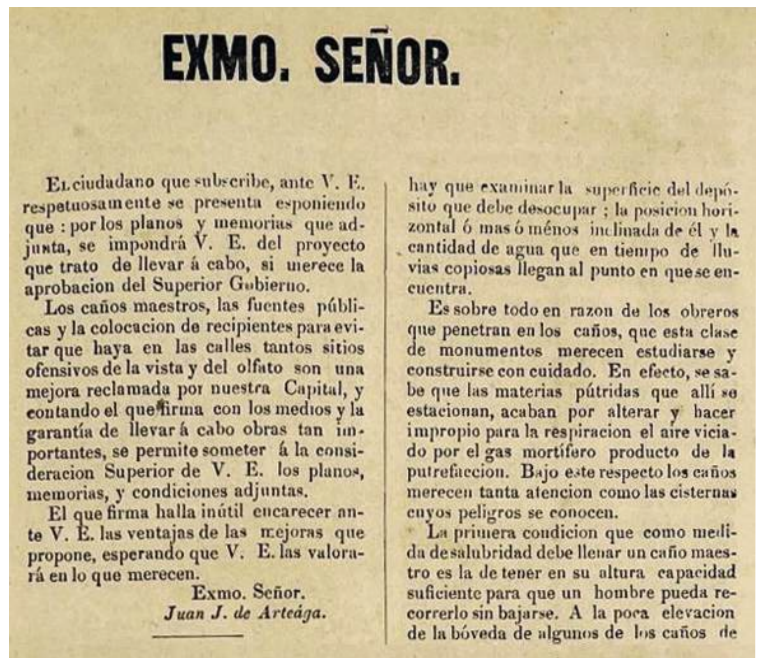 EXMO. SEÑOR.
EL ciudadano que subscribe, ante V. E.
respetuosamente se presenta esponiendo
que : por los planos y memorias que ad-
junta, se impondrá V. E. del proyecto
que trato de llevar á cabo, si merece la
aprobacion del Superior Gobierno.
Los caños maestros, las fuentes públi-
cas y la colocacion de recipientes para evi-
tar que haya en las calles tantos sitios
ofensivos de la vista y del olfato son una
mejora reclamada por nuestra Capital, y
contando el que firma con los medios y la
garantía de llevar á cabo obras tan im-
portantes, se permite someter á la consi-
deracion Superior de V. E. los planos,
memorias, y condiciones adjuntas.
El que firma halla inútil encarecer an-
te V. E. las ventajas de las mejoras que
propone, esperando que V. E. las valora-
rá en lo que merecen.
Exmo. Señor.
Juan J. de Arteága.
hay que examinar la superficie del depó-
sito que debe desocupar ; la posicion hori-
zontal ó mas ó ménos inclinada de él y la
cantidad de agua que en tiempo de llu-
vias copiosas llegan al punto en que se en-
cuentra.
Es sobre todo en razon de los obreros
que penetran en los caños, que esta clase
de monumentos merecen estudiarse y
construirse con cuidado. En efecto, se sa-
be que las materias pútridas que allí se
estacionan, acaban por alterar y hacer
impropio para la respiracion el aire vicia-
do por el gas mortífero producto de la
putrefaccion. Bajo este respecto los caños
merecen tanta atencion como las cisternas
cuyos peligros se conocen.
La primera condicion que como medi-
da de salubridad debe llenar un caño maes-
tro es la de tener en su altura capacidad
suficiente para que un hombre pueda re-
correrlo sin bajarse. A la poca elevacion
de la bóveda de algunos de los caños de